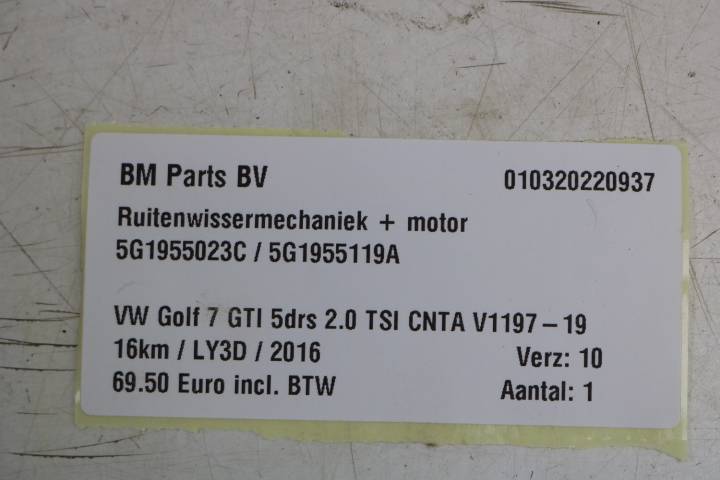 BM Parts BV 010320220937
Ruitenwissermechaniek + motor
5G1955023C / 5G1955119A
VW Golf 7 GTI 5drs 2.0 TSI CNTA V1197-19
16km / LY3D / 2016 Verz: 10
69.50 Euro incl. BTW Aantal: 1